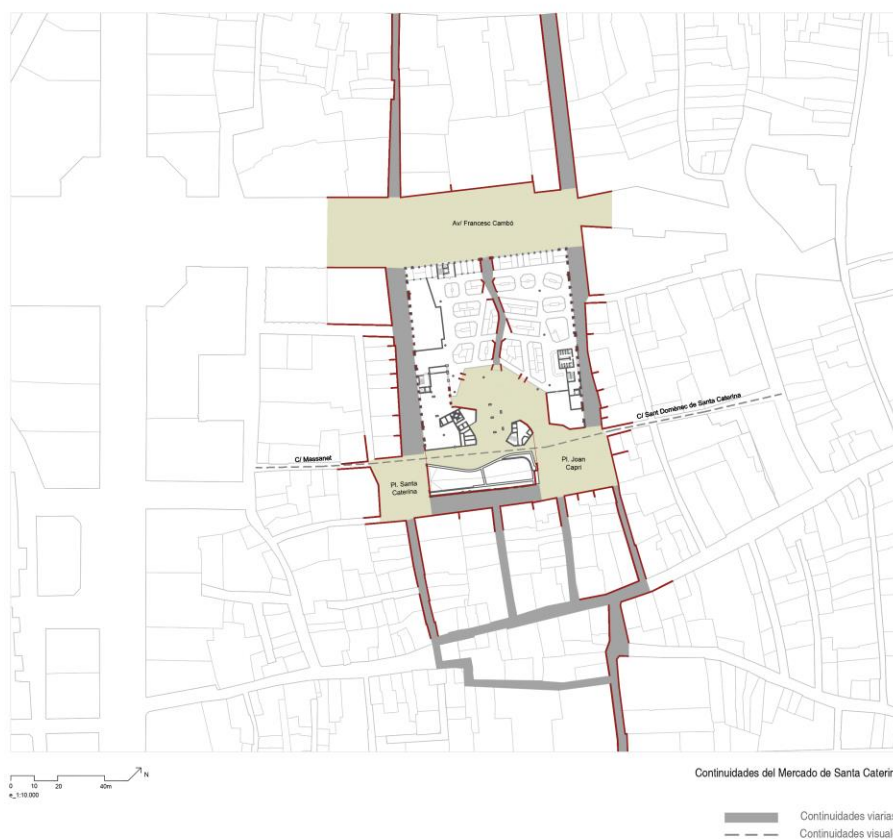 Av/ Francesc Cambó
C/ Sant Domènec de Santa Caterina
C/ Massanet
Pl. Joan
Capri
Pl. Santa
Caterina
N
0 10 20 40m
e_1:10.000
Continuidades del Mercado de Santa Caterin
Continuidades viarias
Continuidades visuale